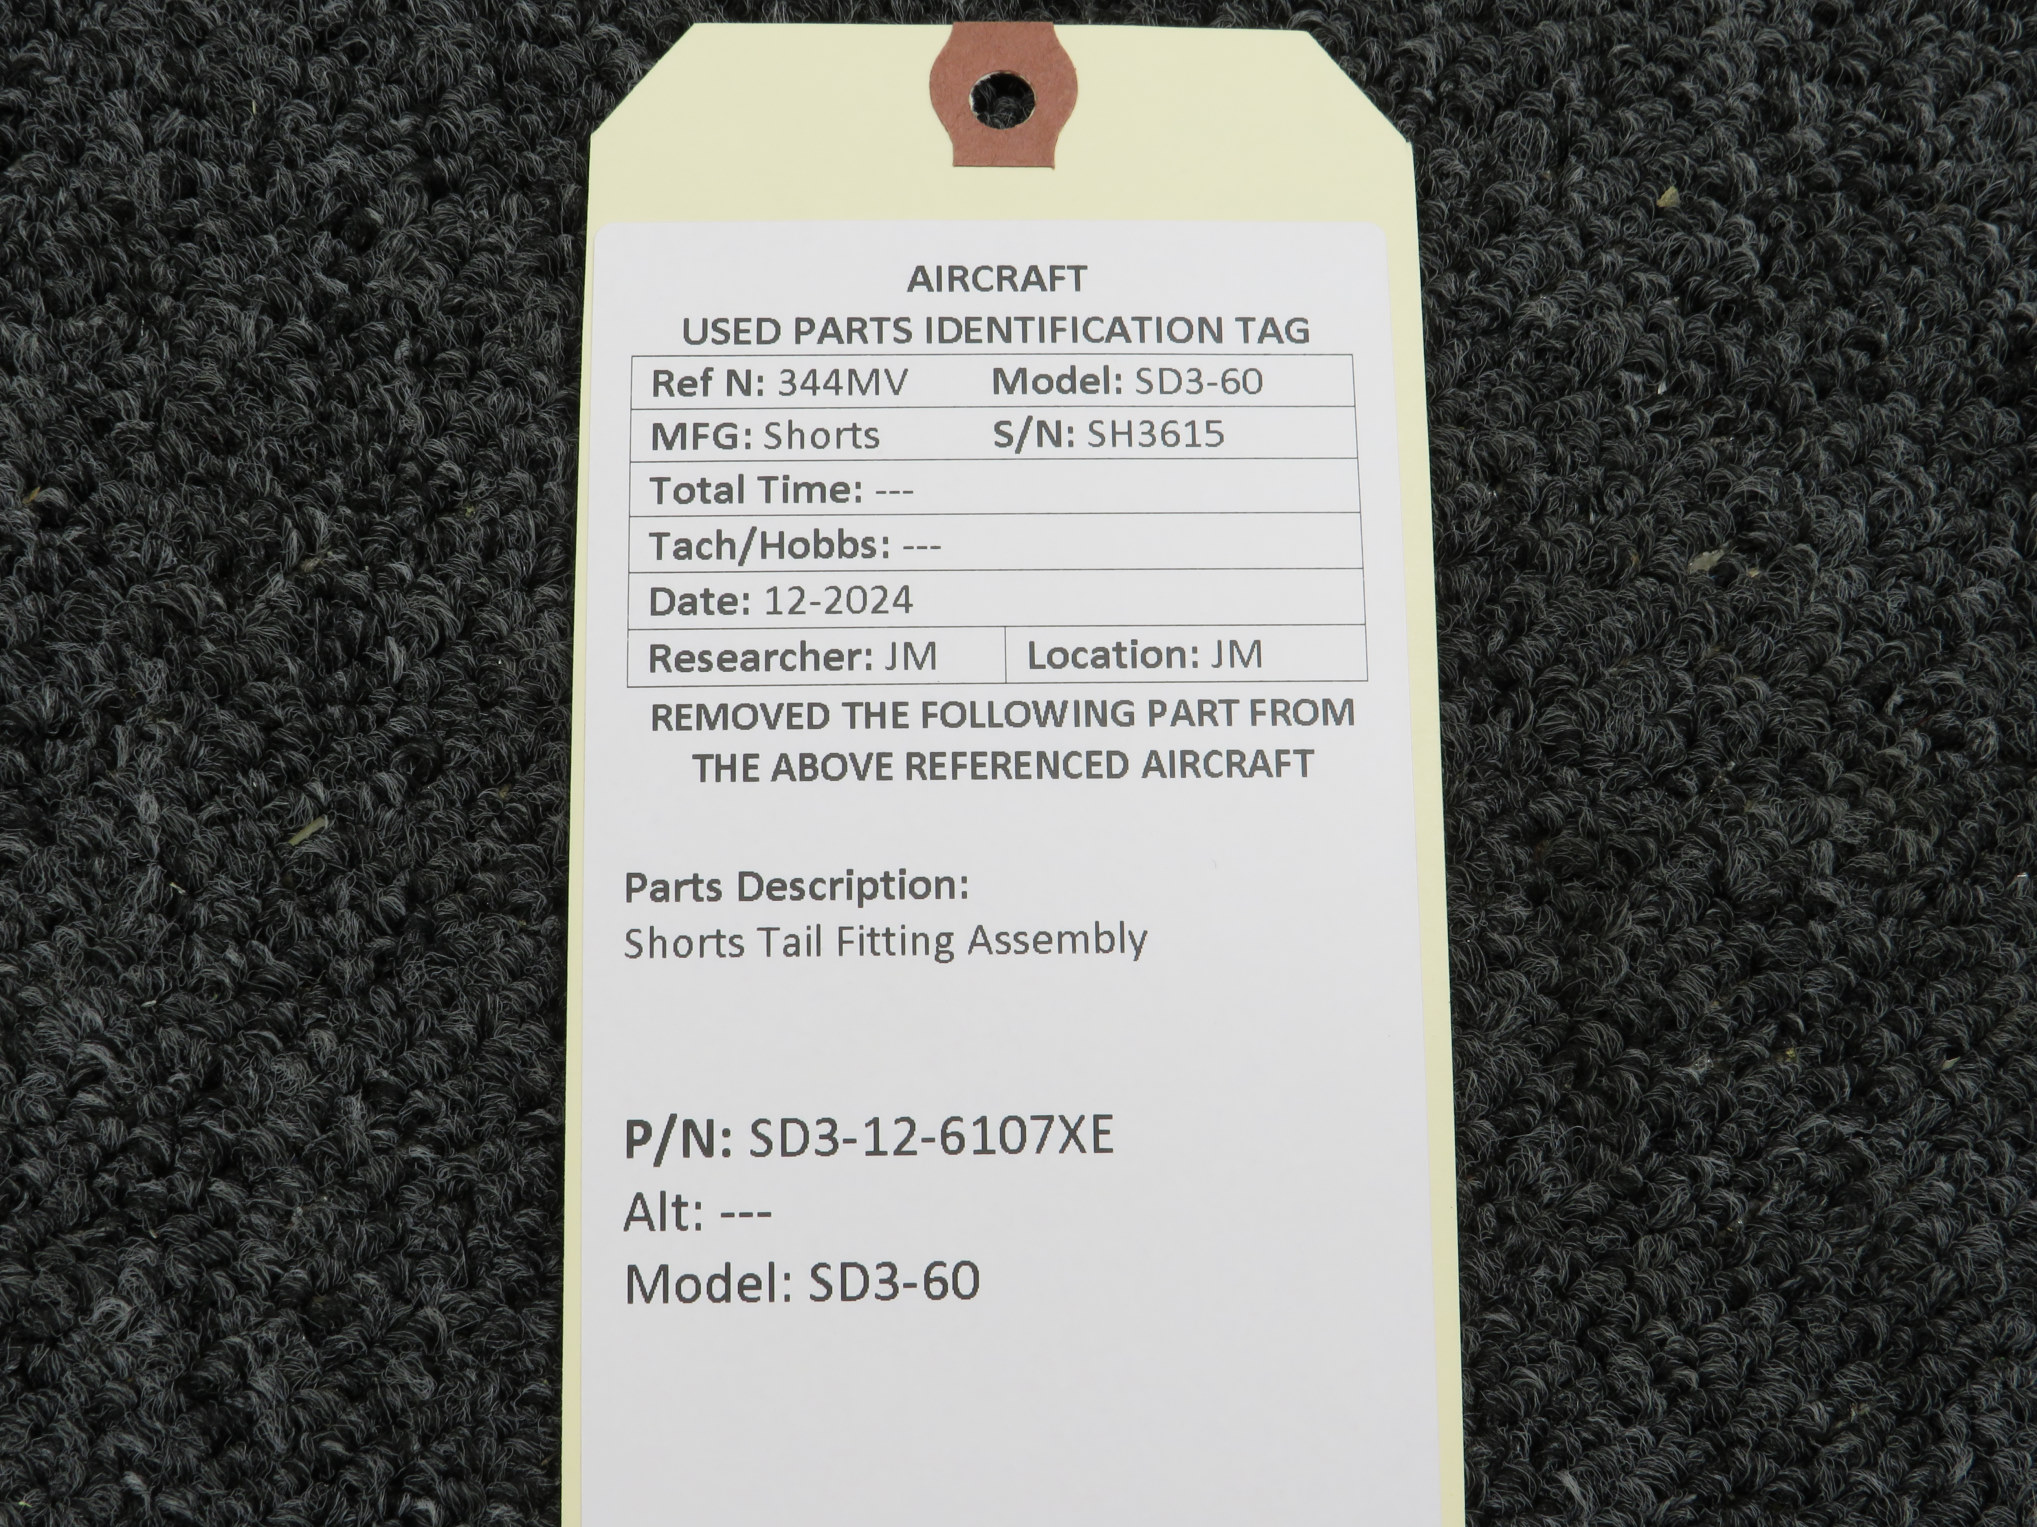 AIRCRAFT
USED PARTS IDENTIFICATION TAG
Ref N: 344MV Model: SD3-60
MFG: Shorts S/N: SH3615
Total Time: ---
Tach/Hobbs: ---
Date: 12-2024
Researcher: JM Location: JM
REMOVED THE FOLLOWING PART FROM
THE ABOVE REFERENCED AIRCRAFT
Parts Description:
Shorts Tail Fitting Assembly
P/N: SD3-12-6107XE
Alt: ---
Model: SD3-60